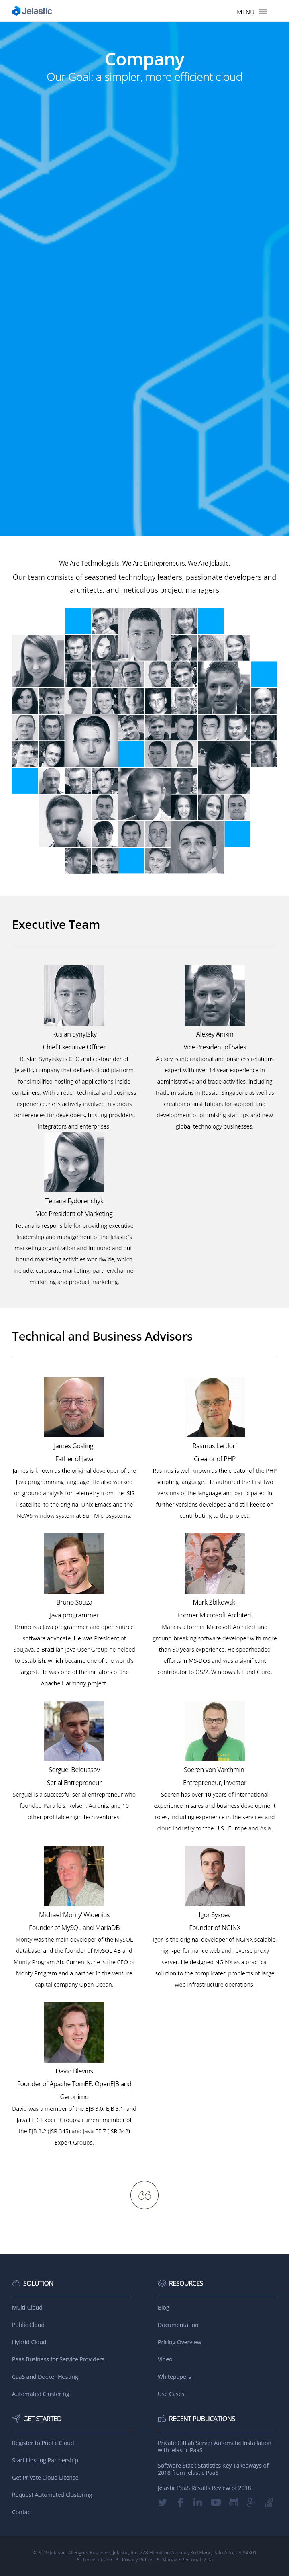 Jelastic
MENU
Company
Our Goal: a simpler, more efficient cloud
We Are Technologists. We Are Entrepreneurs. We Are Jelastic.
Our team consists of seasoned technology leaders, passionate developers and
architects, and meticulous project managers
Executive Team
Ruslan Synytsky
Chief Executive Officer
Ruslan Synytskiy is CEO and co-founder of
Jelastic, company that delivers cloud platform
for simplified hosting of applications inside
containers. With a reach technical and business
experience, he is actively involved in various
conferences for developers, hosting providers,
integrators and enterprises.
Alexey Anikin
Vice President of Sales
Alexey is international and business relations
expert with over 14 year experience in
administrative and trade activities, including
trade missions in Russia, Singapore as well as
creation of institutions for support and
development of promising startups and new
global technology businesses.
Tetiana Fydorenchyk
Vice President of Marketing
Tetiana is responsible for providing executive
leadership and management of the Jelastic's
marketing organization and inbound and out-
bound marketing activities worldwide, which
include: corporate marketing, partner/channel
marketing and product marketing.
Technical and Business Advisors
James Gosling
Father of Java
James is known as the original developer of the
Java programming language. He also worked
on ground analysis for telemetry from the ISIS
II satellite, to the original Unix Emacs and the
NeWS window system at Sun Microsystems.
Rasmus Lerdorf
Creator of PHP
Rasmus is well known as the creator of the PHP
scripting language. He authored the first two
versions of the language and participated in
further versions developed and still keeps on
contributing to the project.
Bruno Souza
Java programmer
Bruno is a Java programmer and open source
software advocate. He was President of
SouJava, a Brazilian Java User Group he helped
to establish, which became one of the world's
largest. He was one of the initiators of the
Apache Harmony project.
Mark Zbikowski
Former Microsoft Architect
Mark is a former Microsoft Architect and
ground-breaking software developer with more
than 30 years experience. He spearheaded
efforts in MS-DOS and was a significant
contributor to OS/2, Windows NT and Cairo.
Serguei Beloussov
Serial Entrepreneur
Serguei is a successful serial entrepreneur who
founded Parallels, Rolsen, Acronis, and 10
other profitable high-tech ventures.
Soeren von Varchmin
Entrepreneur, Investor
Soeren has over 10 years of international
experience in sales and business development
roles, including experience in the services and
cloud industry for the U.S., Europe and Asia.
Michael 'Monty' Widenius
Founder of MySQL and MariaDB
Monty was the main developer of the MySQL
database, and the founder of MySQL AB and
Monty Program Ab. Currently, he is the CEO of
Monty Program and a partner in the venture
capital company Open Ocean.
Igor Sysoev
Founder of NGINX
Igor is the original developer of NGINX scalable,
high-performance web and reverse proxy
server. He designed NGINX as a practical
solution to the complicated problems of large
web infrastructure operations.
David Blevins
Founder of Apache TomEE, OpenEJB and
Geronimo
David was a member of the EJB 3.0, EJB 3.1, and
Java EE 6 Expert Groups, current member of
the EJB 3.2 (JSR 345) and Java EE 7 (JSR 342)
Expert Groups.
SOLUTION
Multi-Cloud
Public Cloud
Hybrid Cloud
Paas Business for Service Providers
CaaS and Docker Hosting
Automated Clustering
RESOURCES
Blog
Documentation
Pricing Overview
Video
Whitepapers
Use Cases
GET STARTED
Register to Public Cloud
Start Hosting Partnership
Get Private Cloud License
Request Automated Clustering
Contact
RECENT PUBLICATIONS
Private GitLab Server Automatic Installation
with Jelastic PaaS
Software Stack Statistics Key Takeaways of
2018 from Jelastic PaaS
Jelastic PaaS Results Review of 2018
© 2019 Jelastic, All Rights Reserved. Jelastic, Inc. 228 Hamilton Avenue, 3rd Floor, Palo Alto, CA 94301
• Terms of Use • Privacy Policy • Manage Personal Data